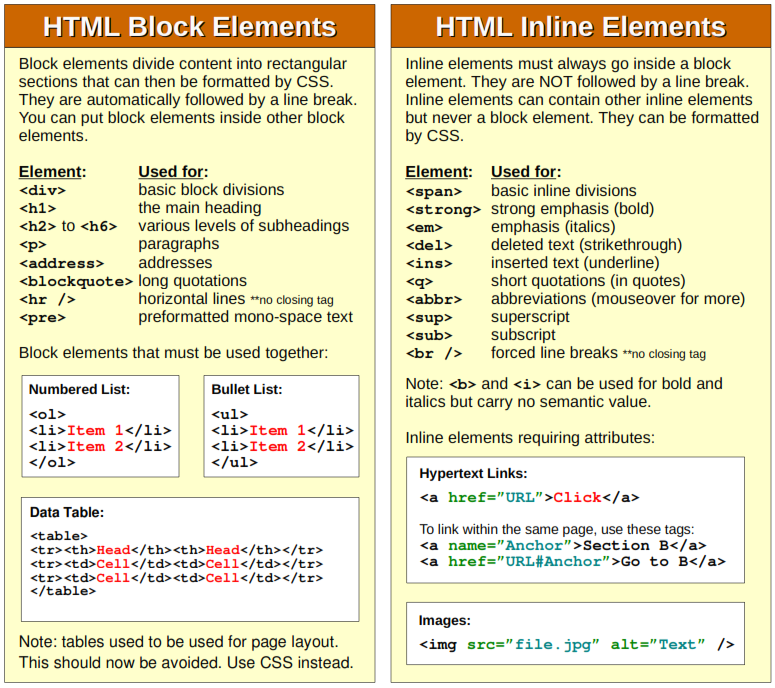 HTML Block Elements
Block elements divide content into rectangular
sections that can then be formatted by CSS.
They are automatically followed by a line break.
You can put block elements inside other block
elements.
Element: Used for:
<div> basic block divisions
<h1> the main heading
<h2> to <h6> various levels of subheadings
<p> paragraphs
<address> addresses
<blockquote> long quotations
<hr /> horizontal lines **no closing tag
<pre> preformatted mono-space text
Block elements that must be used together:
Numbered List:
<ol>
<li>Item 1</li>
<li>Item 2</li>
</ol>
Bullet List:
<ul>
<li>Item 1</li>
<li>Item 2</li>
</ul>
Data Table:
<table>
<tr><th>Head</th><th>Head</th></tr>
<tr><td>Cell</td><td>Cell</td></tr>
<tr><td>Cell</td><td>Cell</td></tr>
</table>
Note: tables used to be used for page layout.
This should now be avoided. Use CSS instead.
HTML Inline Elements
Inline elements must always go inside a block
element. They are NOT followed by a line break.
Inline elements can contain other inline elements
but never a block element. They can be formatted
by CSS.
Element: Used for:
<span> basic inline divisions
<strong> strong emphasis (bold)
<em> emphasis (italics)
<del> deleted text (strikethrough)
<ins> inserted text (underline)
<q> short quotations (in quotes)
<abbr> abbreviations (mouseover for more)
<sup> superscript
<sub> subscript
<br /> forced line breaks **no closing tag
Note: <b> and <i> can be used for bold and
italics but carry no semantic value.
Inline elements requiring attributes:
Hypertext Links:
<a href=”URL”>Click</a>
To link within the same page, use these tags:
<a name=”Anchor”>Section B</a>
<a href=”URL#Anchor”>Go to B</a>
Images:
<img src=”file.jpg” alt=”Text” />